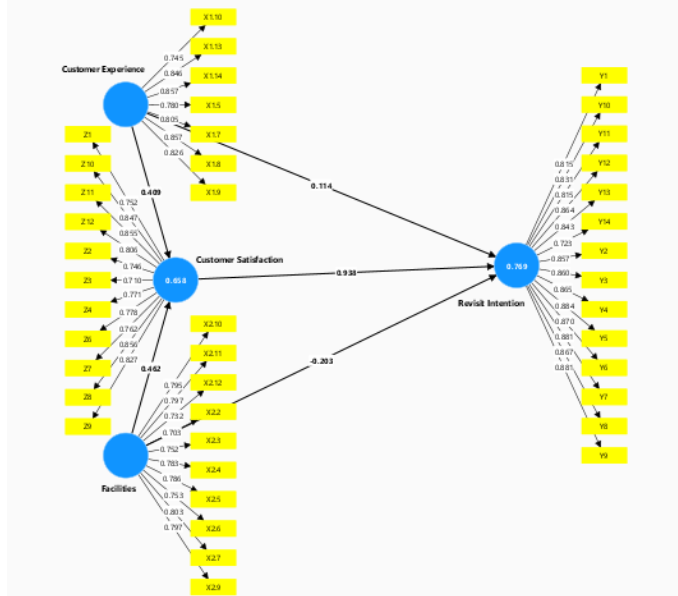 X1.10
X1.13
X1.14
X1.5
X1.7
X1.8
X1.9
Customer Experience
0.745
0.846
0.857
0.780
0.805
0.857
0.826
Z1
Z10
Z11
Z12
Z2
Z3
Z4
Z6
Z7
Z8
Z9
0.752
0.847
0.855
0.806
0.746
0.710
0.771
0.778
0.762
0.856
0.827
0.409
0.114
Customer Satisfaction
0.654
0.938
0.462
-0.203
X2.10
X2.11
X2.12
X2.2
X2.3
X2.4
X2.5
X2.6
X2.7
X2.9
0.795
0.797
0.732
0.703
0.752
0.783
0.786
0.753
0.803
0.797
Facilities
Y1
Y10
Y11
Y12
Y13
Y14
Y2
Y3
Y4
Y5
Y6
Y7
Y8
Y9
0.815
0.831
0.815
0.864
0.843
0.723
0.857
0.860
0.865
0.884
0.870
0.881
0.867
0.881
0.769
Revisit Intention